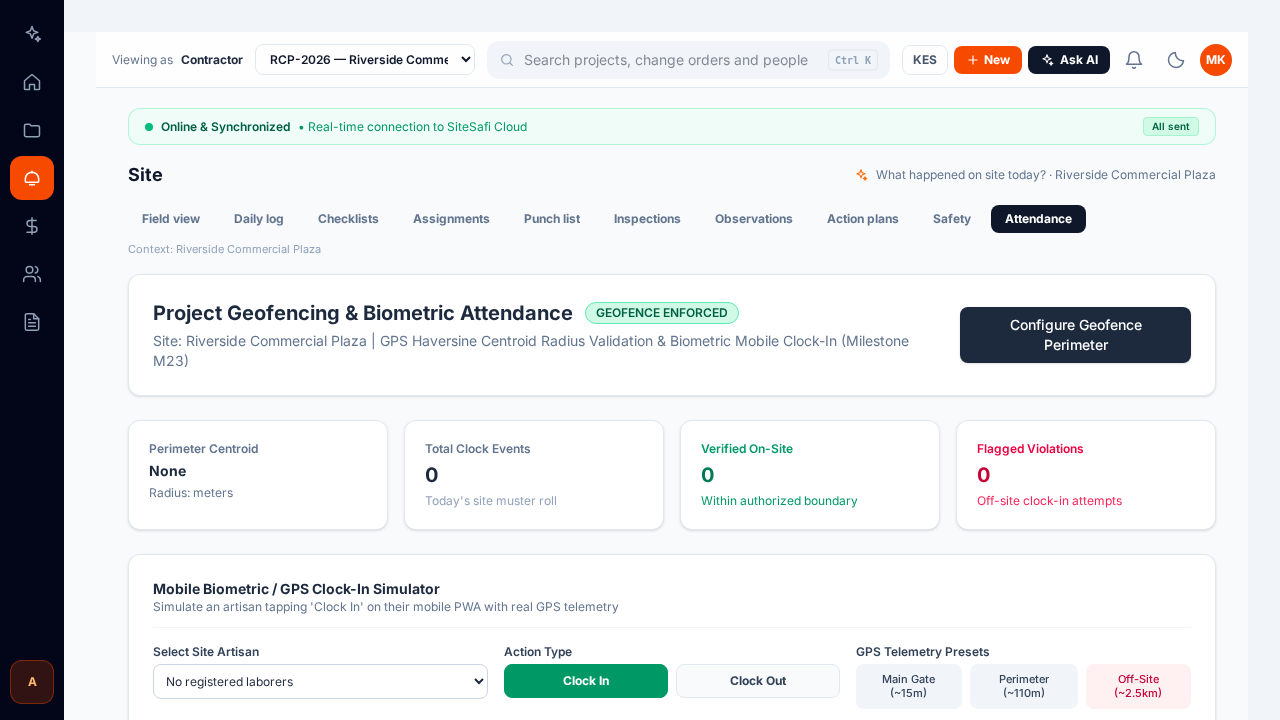 Viewing as Contractor
RCP-2026 — Riverside Comme
Search projects, change orders and people
Ctrl K
KES
New
Ask AI
MK
Online & Synchronized • Real-time connection to SiteSafi Cloud
All sent
Site
What happened on site today? · Riverside Commercial Plaza
Field view
Daily log
Checklists
Assignments
Punch list
Inspections
Observations
Action plans
Safety
Attendance
Context: Riverside Commercial Plaza
Project Geofencing & Biometric Attendance
GEOFENCE ENFORCED
Site: Riverside Commercial Plaza | GPS Haversine Centroid Radius Validation & Biometric Mobile Clock-In (Milestone
M23)
Configure Geofence
Perimeter
Perimeter Centroid
None
Radius: meters
Total Clock Events
0
Today's site muster roll
Verified On-Site
0
Within authorized boundary
Flagged Violations
0
Off-site clock-in attempts
Mobile Biometric / GPS Clock-In Simulator
Simulate an artisan tapping 'Clock In' on their mobile PWA with real GPS telemetry
Select Site Artisan
No registered laborers
Action Type
Clock In
Clock Out
GPS Telemetry Presets
Main Gate
(~15m)
Perimeter
(~110m)
Off-Site
(~2.5km)
A